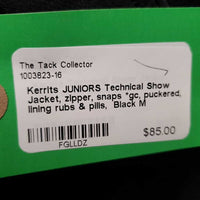 The Tack Collector
1003823-16
Kerrits JUNIORS Technical Show
Jacket, zipper, snaps *gc, puckered,
lining rubs & pills,  Black M
$85.00
FGLLDZ